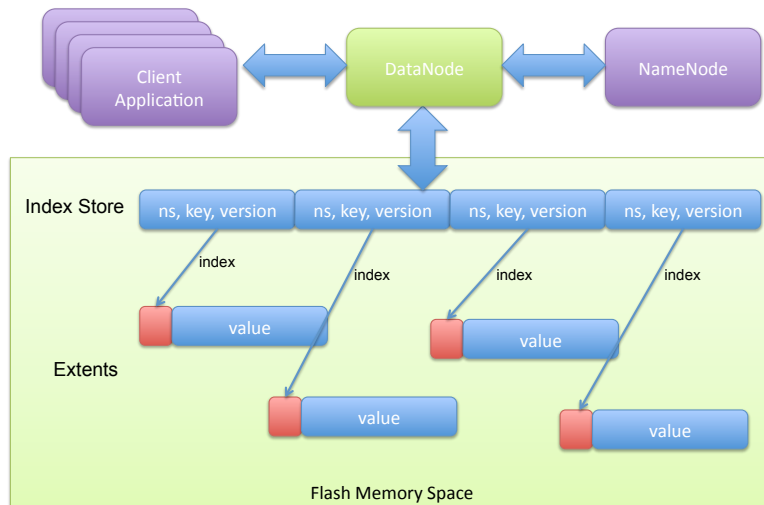 Client
Application
DataNode
NameNode
Index Store
ns, key, version
ns, key, version
ns, key, version
ns, key, version
index
index
index
index
value
value
Extents
value
value
Flash Memory Space